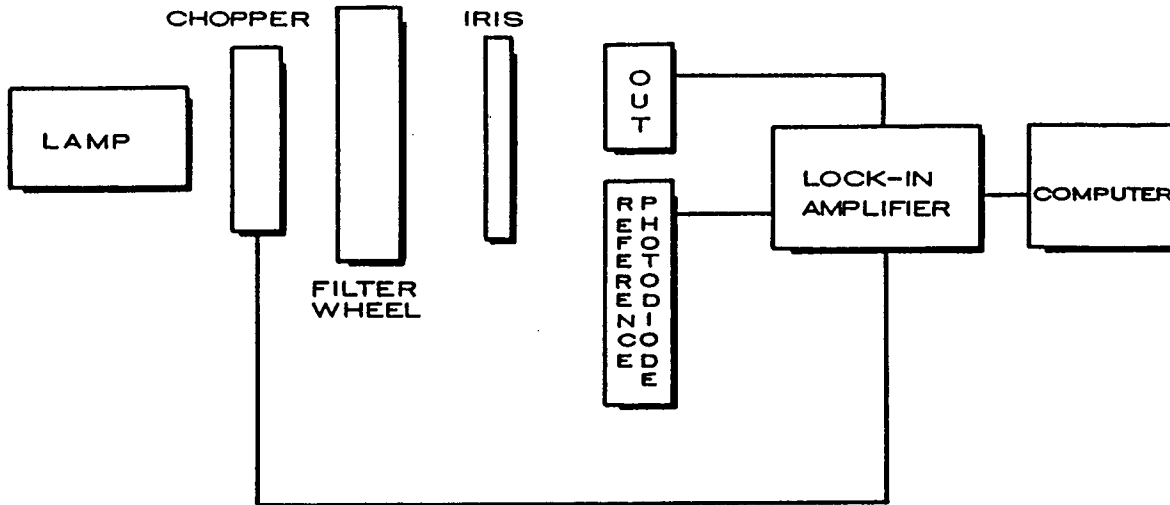 CHOPPER
IRIS
LAMP
FILTER
WHEEL
OUT
REFERENCE
PHOTODIODE
LOCK-IN
AMPLIFIER
COMPUTER